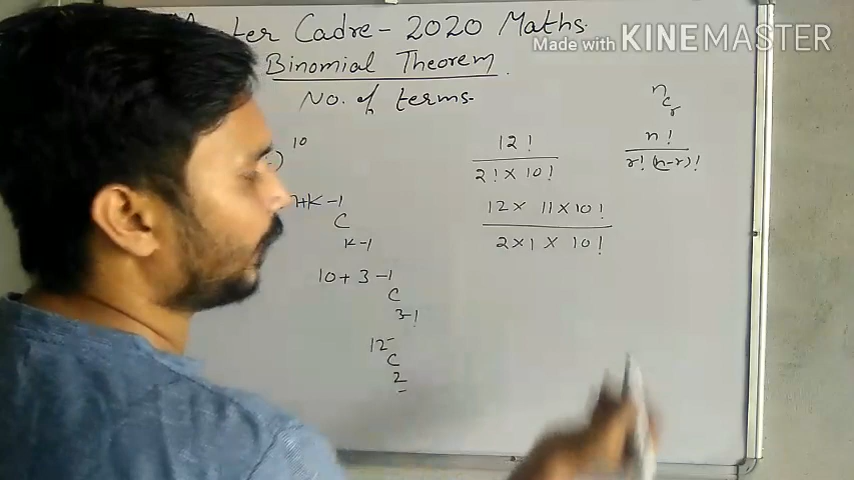 ter Cadre - 2020 Maths
Made with KINEMASTER
Binomial Theorem
No. of terms
10
)
+K-1
C
K-1
10+3-1
C
3-1
12
C
2
12!
2! × 10!
12 × 11 × 10!
2 × 1 × 10!
n
C
r
n!
r! (n-r)!